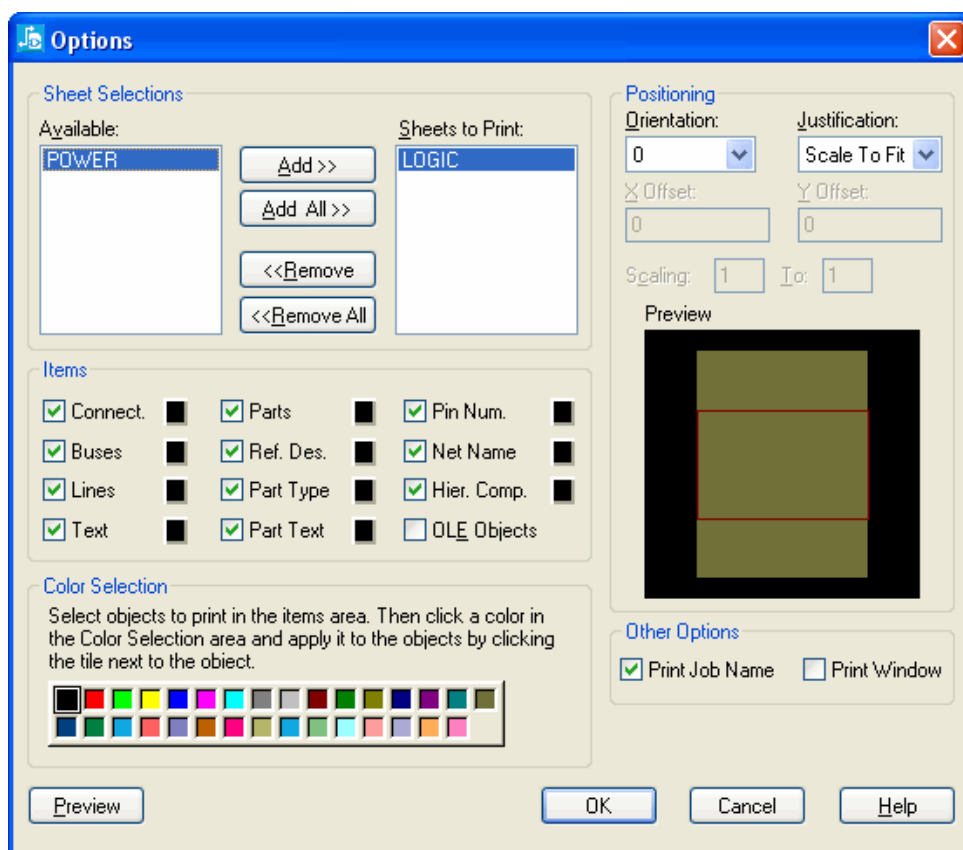 Options
Sheet Selections
Available:
POWER
Add >>
Add All >>
<<Remove
<<Remove All
Sheets to Print:
LOGIC
Positioning
Orientation:
Justification:
0
Scale To Fit
X Offset:
Y Offset:
0
0
Scaling: 1 To: 1
Preview
Items
Connect. Parts Pin Num.
Buses Ref. Des. Net Name
Lines Part Type Hier. Comp.
Text Part Text OLE Objects
Color Selection
Select objects to print in the items area. Then click a color in
the Color Selection area and apply it to the objects by clicking
the tile next to the object.
Other Options
Print Job Name Print Window
Preview OK Cancel Help